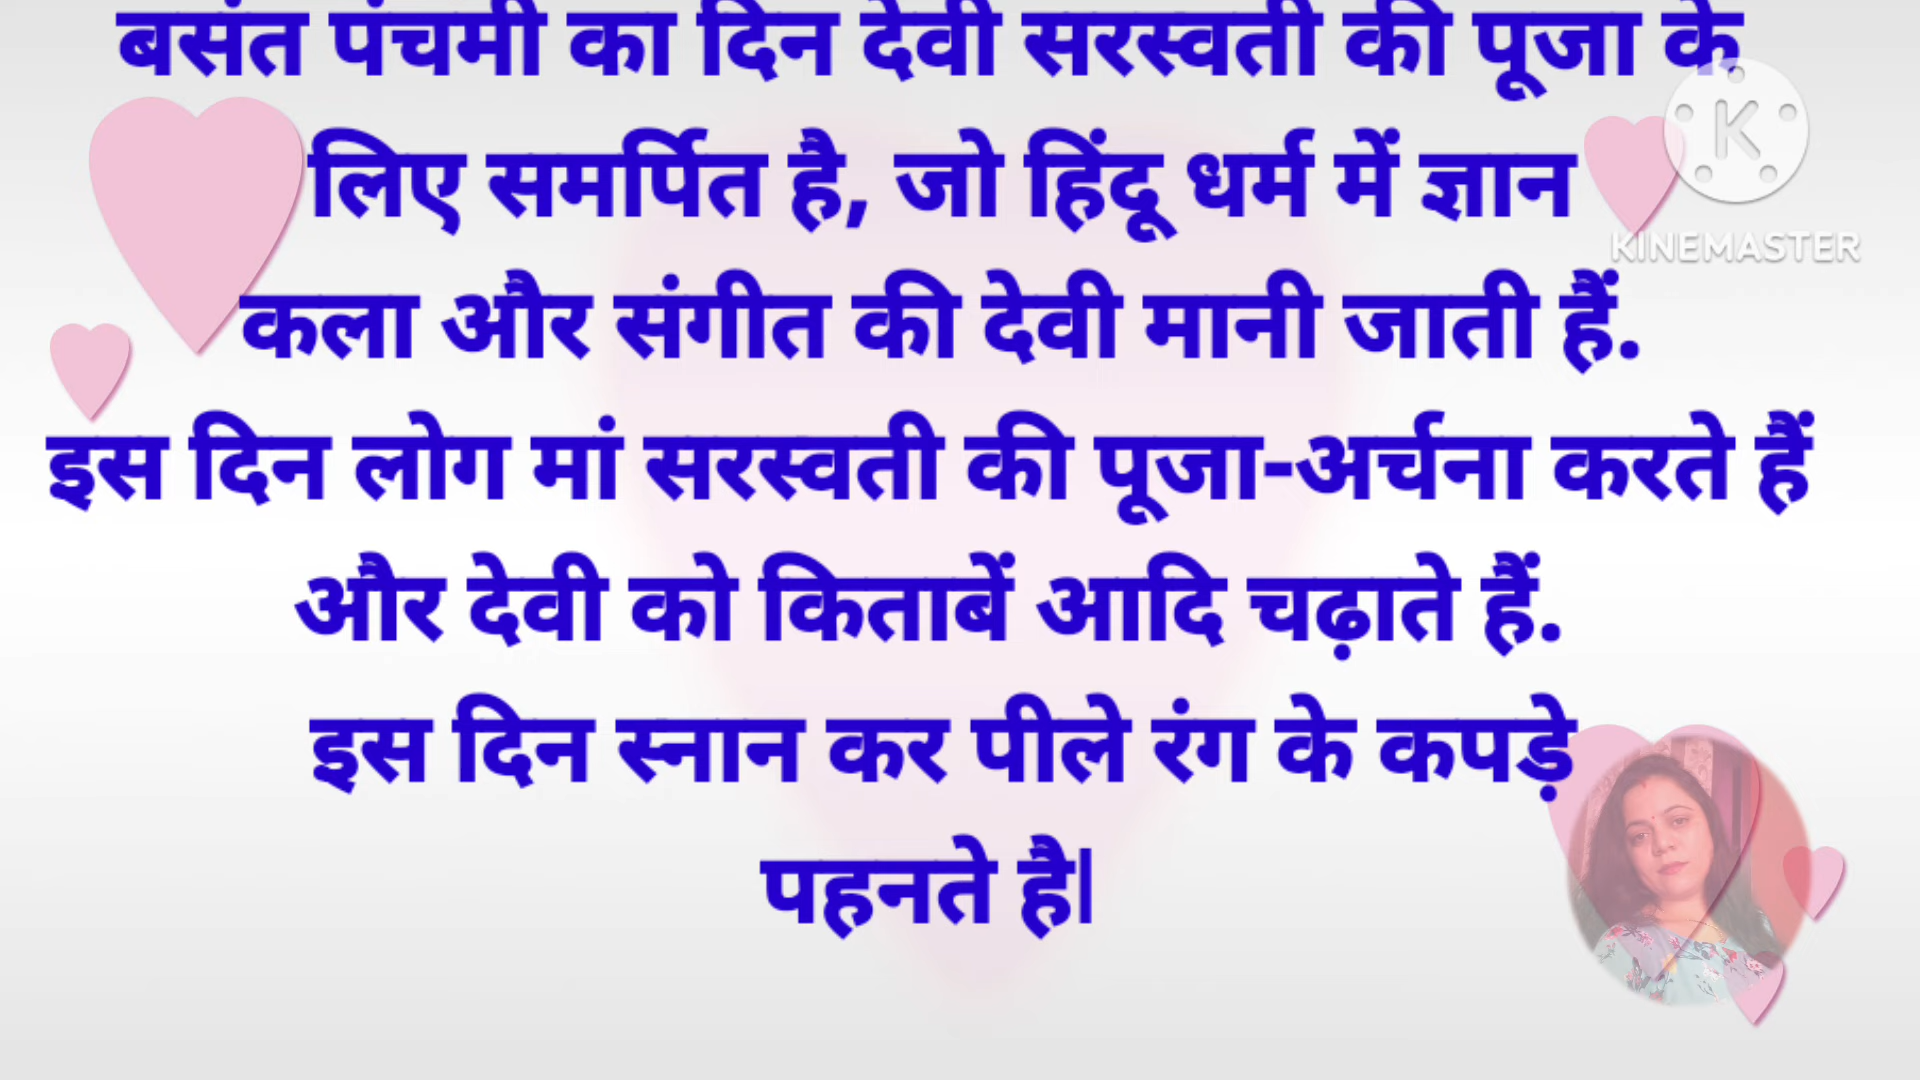 बसंत पंचमी का दिन देवी सरस्वती की पूजा के
लिए समर्पित है, जो हिंदू धर्म में ज्ञान
कला और संगीत की देवी मानी जाती हैं.
इस दिन लोग मां सरस्वती की पूजा-अर्चना करते हैं
और देवी को किताबें आदि चढ़ाते हैं.
इस दिन स्नान कर पीले रंग के कपड़े
पहनते है|
K
KINEMASTER